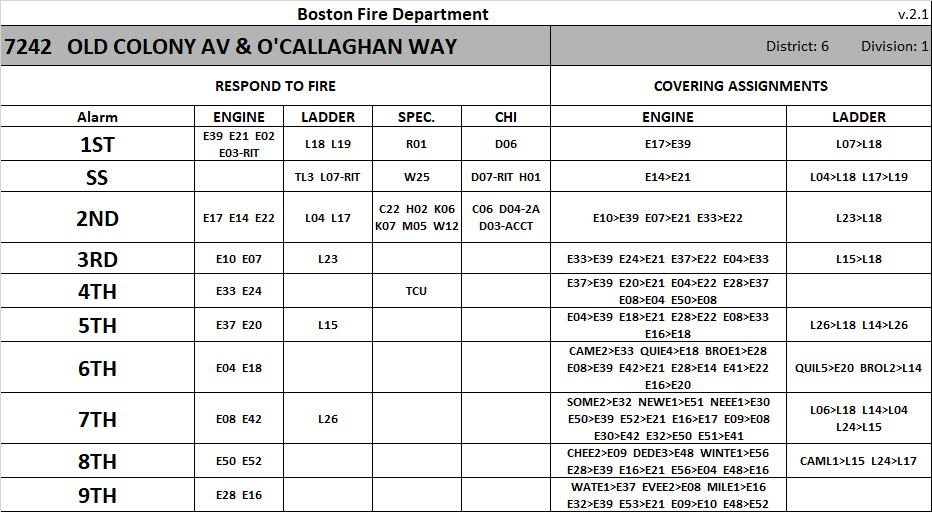 Boston Fire Department v.2.1
7242 OLD COLONY AV & O'CALLAGHAN WAY District: 6 Division: 1
RESPOND TO FIRE COVERING ASSIGNMENTS
Alarm ENGINE LADDER SPEC. CHI ENGINE LADDER
1ST E39 E21 E02 E03-RIT L18 L19 R01 D06 E17>E39 L07>L18
SS TL3 L07-RIT W25 D07-RIT H01 E14>E21 L04>L18 L17>L19
2ND E17 E14 E22 L04 L17 C22 H02 K06 K07 M05 W12 C06 D04-2A D03-ACCT E10>E39 E07>E21 E33>E22 L23>L18
3RD E10 E07 L23 E33>E39 E24>E21 E37>E22 E04>E33 L15>L18
4TH E33 E24 TCU E37>E39 E20>E21 E04>E22 E28>E37 E08>E04 E50>E08
5TH E37 E20 L15 E04>E39 E18>E21 E28>E22 E08>E33 E16>E18 L26>L18 L14>L26
6TH E04 E18 CAME2>E33 QUIE4>E18 BROE1>E28 E08>E39 E42>E21 E28>E14 E41>E22 E16>E20 QUIL5>E20 BROL2>L14
7TH E08 E42 L26 SOME2>E32 NEWE1>E51 NEEE1>E30 E50>E39 E52>E21 E16>E17 E09>E08 E30>E42 E32>E50 E51>E41 L06>L18 L14>L04 L24>L15
8TH E50 E52 CHEE2>E09 DEDE3>E48 WINTE1>E56 E28>E39 E16>E21 E56>E04 E48>E16 CAML1>L15 L24>L17
9TH E28 E16 WATE1>E37 EVEE2>E08 MILE1>E16 E32>E39 E53>E21 E09>E10 E48>E52